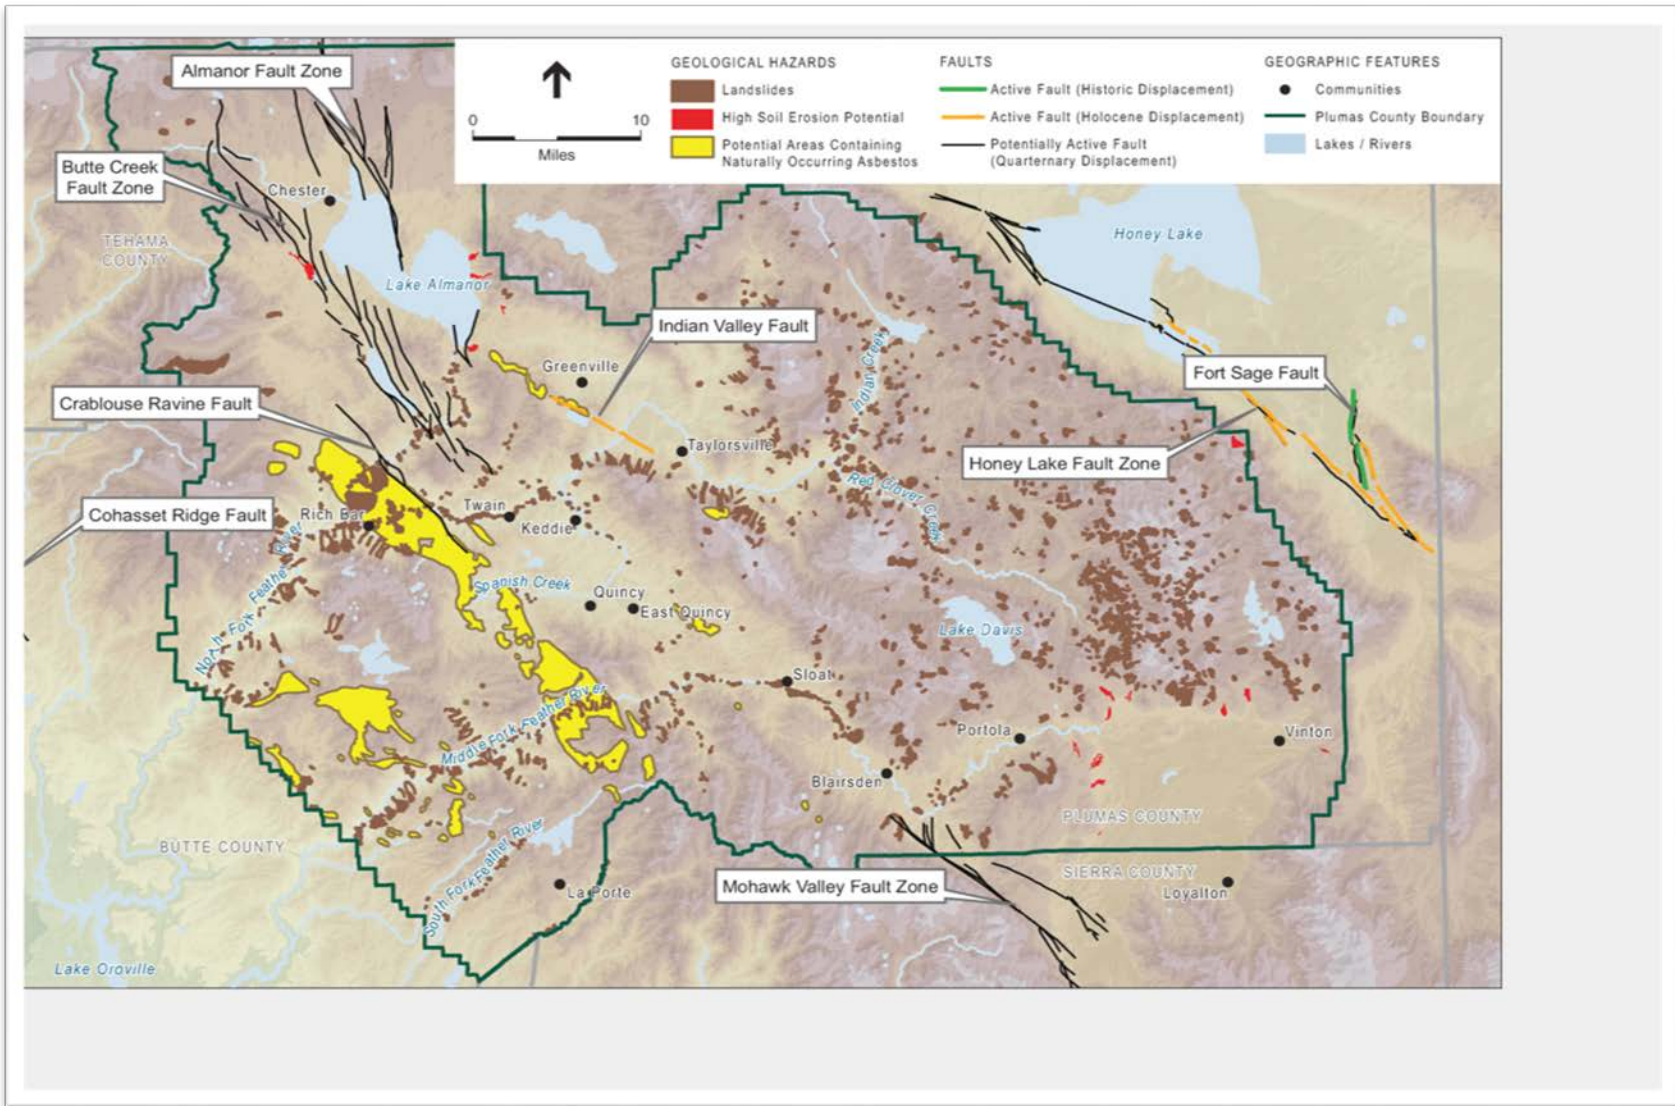 Almanor Fault Zone
0
10
Miles
GEOLOGICAL HAZARDS
Landslides
High Soil Erosion Potential
Potential Areas Containing
Naturally Occurring Asbestos
FAULTS
Active Fault (Historic Displacement)
Active Fault (Holocene Displacement)
Potentially Active Fault
(Quarternary Displacement)
GEOGRAPHIC FEATURES
Communities
Plumas County Boundary
Lakes / Rivers
Butte Creek
Fault Zone
Chester
TEHAMA
COUNTY
Lake Almanor
Honey Lake
Indian Valley Fault
Greenville
Indian Creek
Fort Sage Fault
Crablouse Ravine Fault
Taylorsville
Honey Lake Fault Zone
Red Clover Creek
Cohasset Ridge Fault
Rich Bar
Twain
Keddie
North Fork Feather River
Spanish Creek
Quincy
East Quincy
Lake Davis
Sloat
Middle Fork Feather River
Portola
Vinton
Blairsden
PLUMAS COUNTY
BUTTE COUNTY
South Fork Feather River
La Porte
Mohawk Valley Fault Zone
SIERRA COUNTY
Loyalton
Lake Oroville